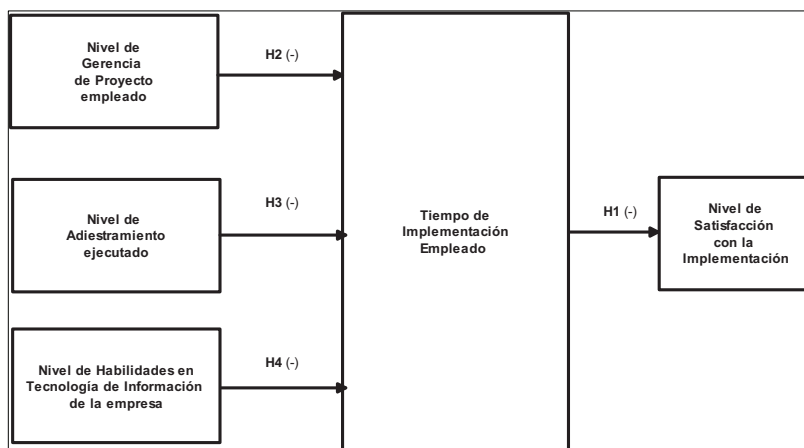 Nivel de
Gerencia
de Proyecto
empleado
H2 (-)
Nivel de
Adiestramiento
ejecutado
H3 (-)
Nivel de Habilidades en
Tecnología de Información
de la empresa
H4 (-)
Tiempo de
Implementación
Empleado
H1 (-)
Nivel de
Satisfacción
con la
Implementación